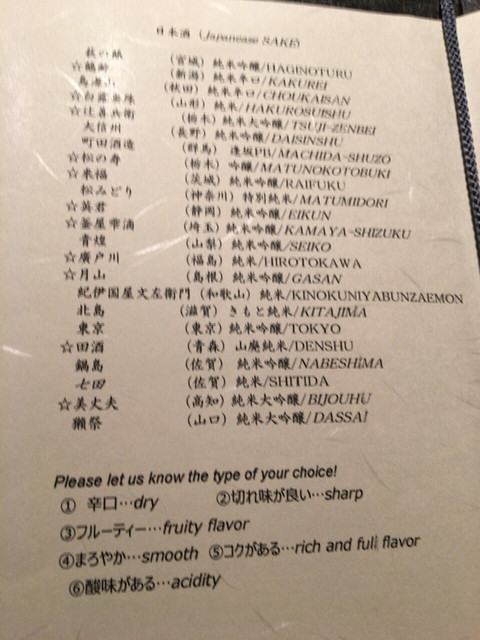 日本酒 (Japanease SAKE)
萩の鶴 (宮城) 純米吟醸/HAGINOTURU
☆鶴齢 (新潟) 純米辛口/KAKUREI
鳥海山 (秋田) 純米辛口/CHOUKAISAN
☆白露垂珠 (山形) 純米/HAKUROSUISHU
☆辻善兵衛 (栃木) 純米大吟醸/TSUJI-ZENBEI
大信州 (長野) 純米吟醸/DAISINSHU
町田酒造 (群馬) 直汲PB/MACHIDA-SHUZO
☆松の寿 (栃木) 吟醸/MATUNOKOTOBUKI
☆来福 (茨城) 純米吟醸/RAIFUKU
松みどり (神奈川) 特別純米/MATUMIDORI
☆英君 (静岡) 純米吟醸/EIKUN
☆釜屋雫滴 (埼玉) 純米吟醸/KAMAYA-SHIZUKU
青煌 (山梨) 純米吟醸/SEIKO
☆廣戸川 (福島) 純米/HIROTOKAWA
☆月山 (島根) 純米吟醸/GASAN
紀伊国屋文左衛門 (和歌山) 純米/KINOKUNIYABUNZAEMON
北島 (滋賀) きもと純米/KITAJIMA
東京 (東京) 純米吟醸/TOKYO
☆田酒 (青森) 山廃純米/DENSHU
鍋島 (佐賀) 純米吟醸/NABESHIMA
七田 (佐賀) 純米/SHITIDA
☆美丈夫 (高知) 純米大吟醸/BIJOUHU
獺祭 (山口) 純米大吟醸/DASSAI
Please let us know the type of your choice!
① 辛口…dry ②切れ味が良い…sharp
③フルーティー…fruity flavor
④まろやか…smooth ⑤コクがある…rich and full flavor
⑥酸味がある…acidity